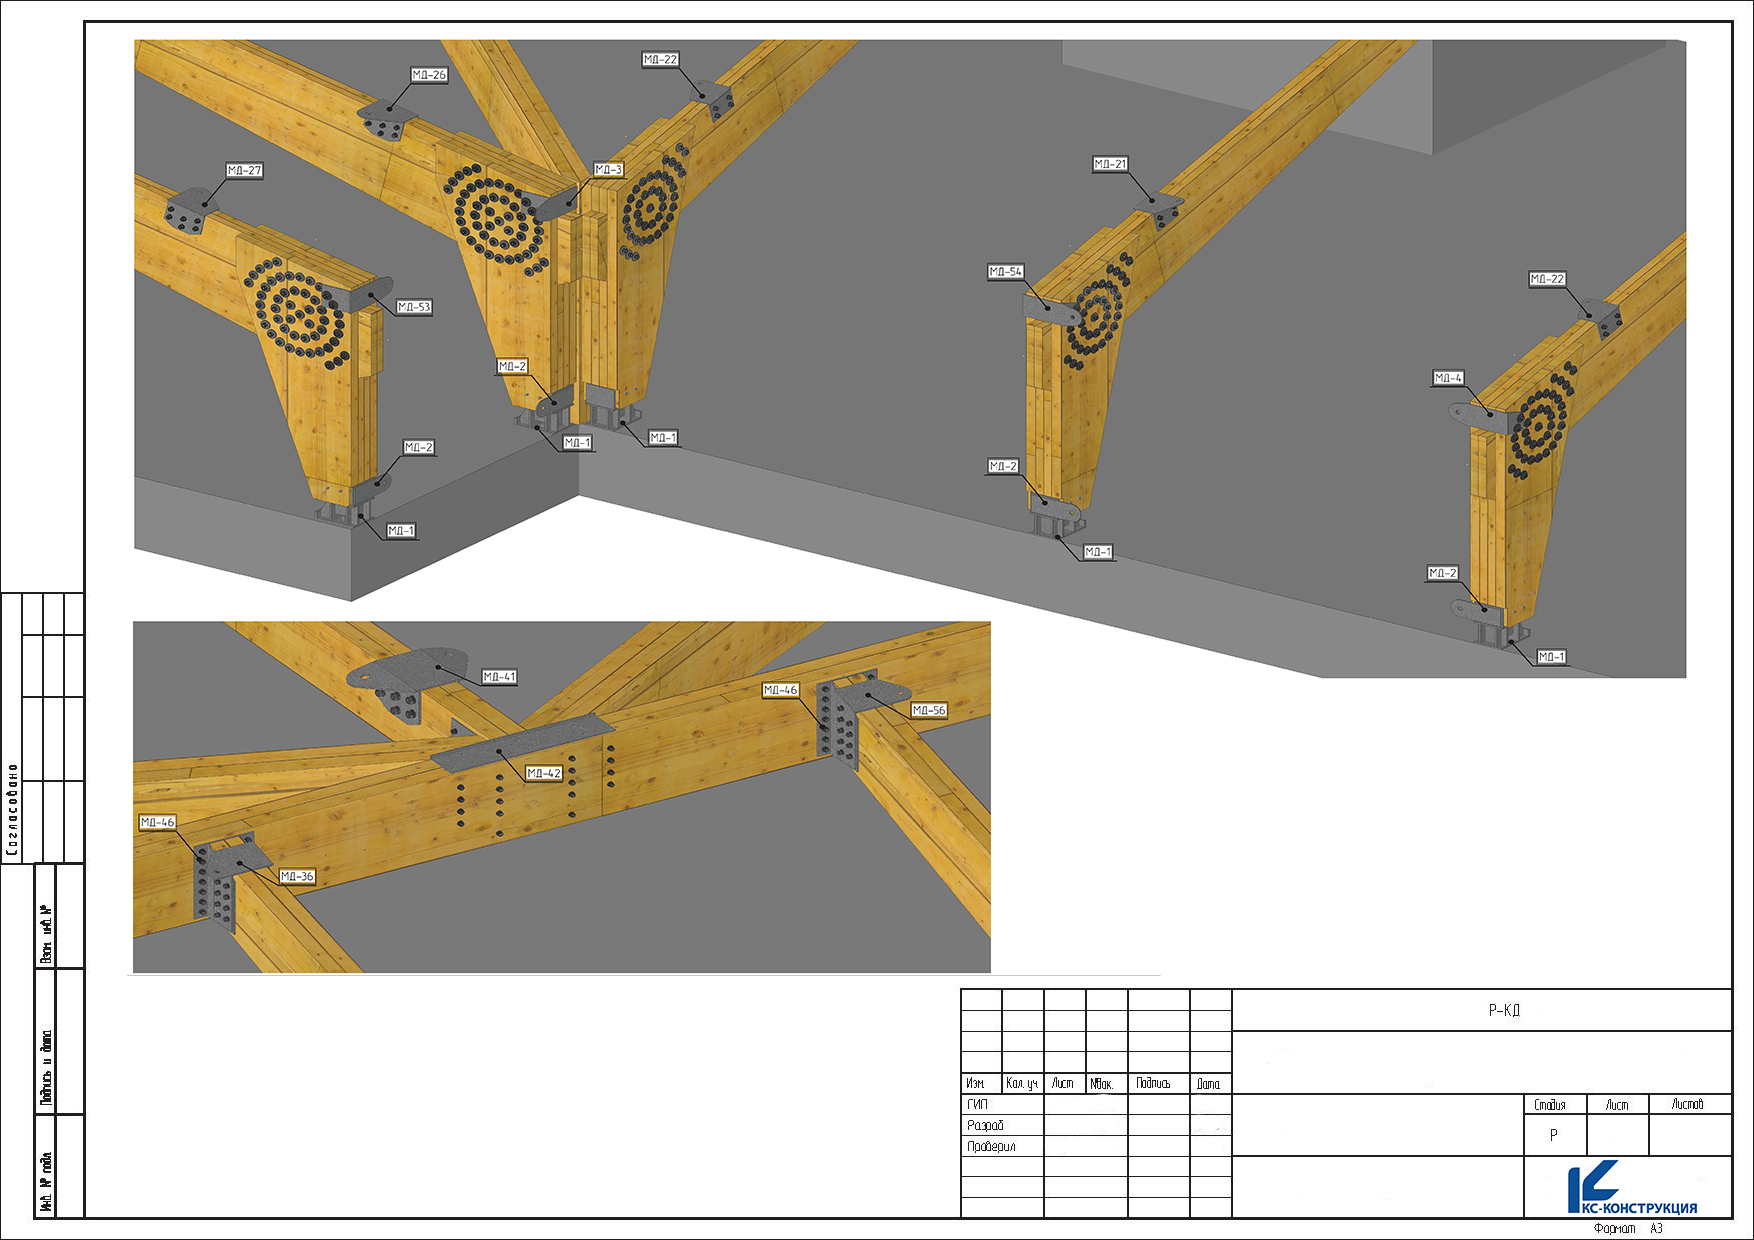 МД-26
МД-22
МД-27
МД-3
МД-21
МД-54
МД-22
МД-53
МД-2
МД-4
МД-2
МД-1
МД-1
МД-2
МД-1
МД-1
МД-2
МД-1
МД-41
МД-46
МД-56
МД-42
МД-46
МД-36
Согласовано
Взам. инв. №
Подпись и дата
Инв. № подл.
Р-КД
Изм. Кол. уч Лист №док. Подпись Дата
ГИП
Разраб
Проверил
Стадия Лист Листов
Р
КС-КОНСТРУКЦИЯ
Формат А3